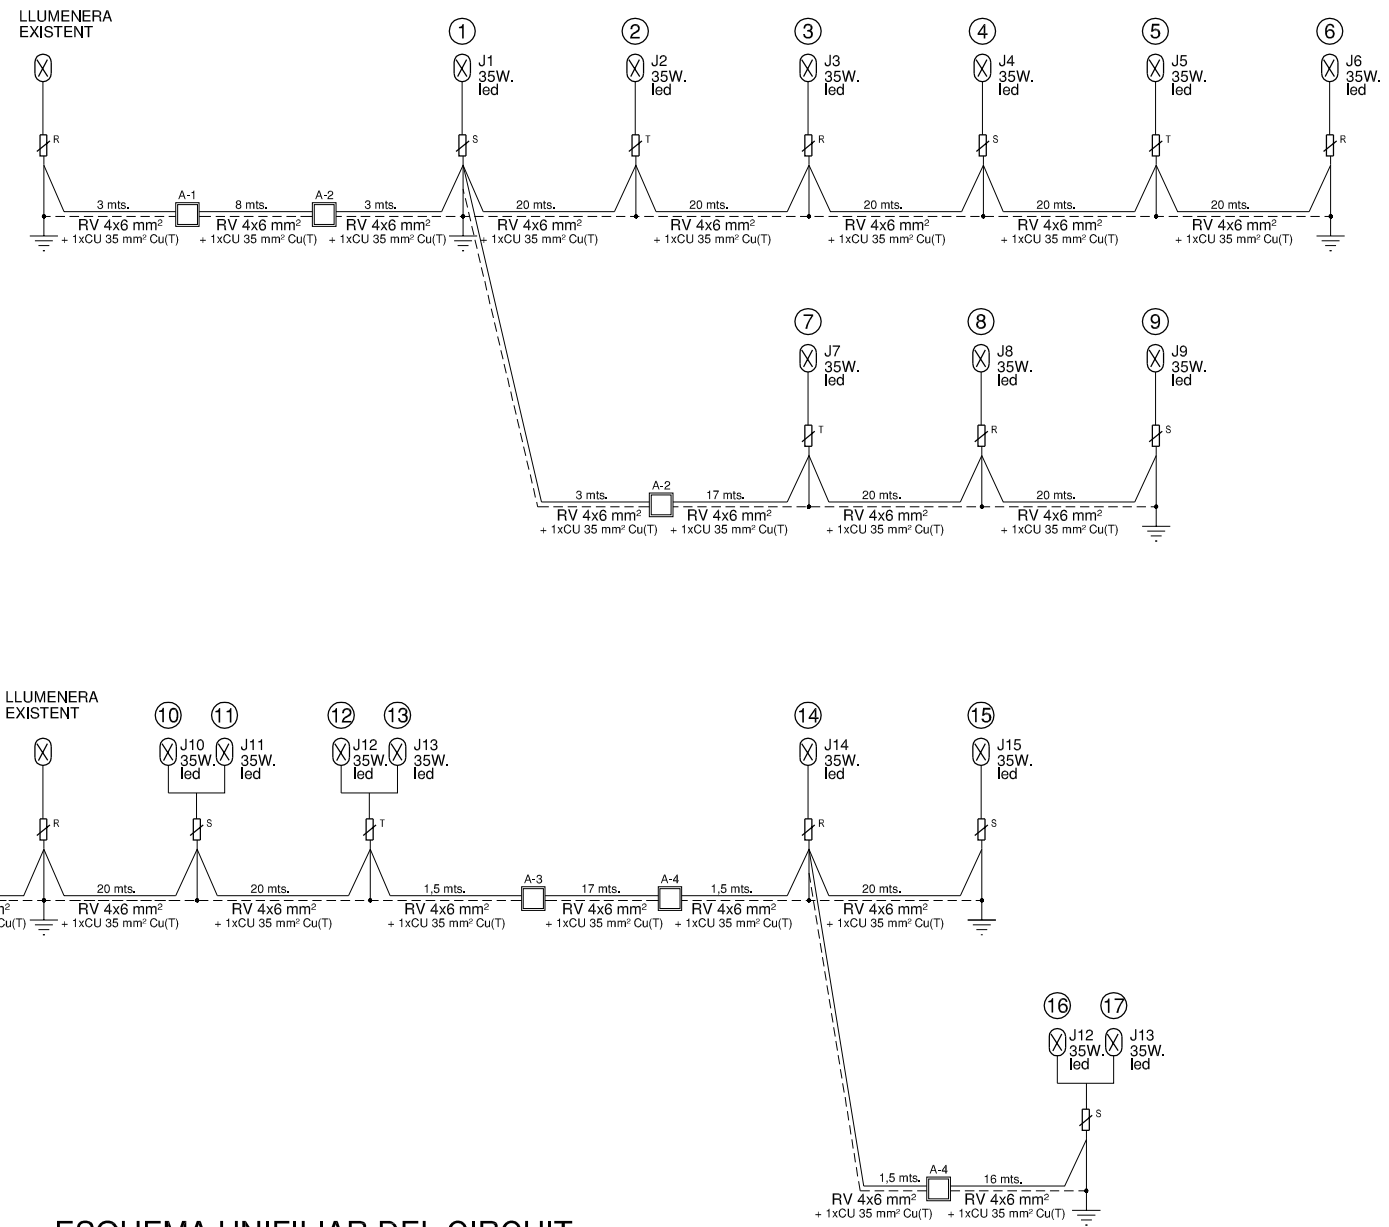 LLUMENERA
EXISTENT
1
2
3
4
5
6
J1
35W.
led
J2
35W.
led
J3
35W.
led
J4
35W.
led
J5
35W.
led
J6
35W.
led
R
S
T
R
S
T
R
3 mts.
A-1
8 mts.
A-2
3 mts.
20 mts.
20 mts.
20 mts.
20 mts.
20 mts.
RV 4x6 mm²
+ 1xCU 35 mm² Cu(T)
RV 4x6 mm²
+ 1xCU 35 mm² Cu(T)
RV 4x6 mm²
+ 1xCU 35 mm² Cu(T)
RV 4x6 mm²
+ 1xCU 35 mm² Cu(T)
RV 4x6 mm²
+ 1xCU 35 mm² Cu(T)
RV 4x6 mm²
+ 1xCU 35 mm² Cu(T)
RV 4x6 mm²
+ 1xCU 35 mm² Cu(T)
RV 4x6 mm²
+ 1xCU 35 mm² Cu(T)
7
8
9
J7
35W.
led
J8
35W.
led
J9
35W.
led
T
R
S
3 mts.
A-2
17 mts.
20 mts.
20 mts.
RV 4x6 mm²
+ 1xCU 35 mm² Cu(T)
RV 4x6 mm²
+ 1xCU 35 mm² Cu(T)
RV 4x6 mm²
+ 1xCU 35 mm² Cu(T)
RV 4x6 mm²
+ 1xCU 35 mm² Cu(T)
LLUMENERA
EXISTENT
10
11
12
13
14
15
J10
35W.
led
J11
35W.
led
J12
35W.
led
J13
35W.
led
J14
35W.
led
J15
35W.
led
R
S
T
R
S
20 mts.
20 mts.
1,5 mts.
A-3
17 mts.
A-4
1,5 mts.
20 mts.
Cu(T)
RV 4x6 mm²
+ 1xCU 35 mm² Cu(T)
RV 4x6 mm²
+ 1xCU 35 mm² Cu(T)
RV 4x6 mm²
+ 1xCU 35 mm² Cu(T)
RV 4x6 mm²
+ 1xCU 35 mm² Cu(T)
RV 4x6 mm²
+ 1xCU 35 mm² Cu(T)
RV 4x6 mm²
+ 1xCU 35 mm² Cu(T)
16
17
J12
35W.
led
J13
35W.
led
S
1,5 mts.
A-4
16 mts.
RV 4x6 mm²
+ 1xCU 35 mm² Cu(T)
RV 4x6 mm²
+ 1xCU 35 mm² Cu(T)
ESQUEMA UNIFILIAR DEL CIRCUIT